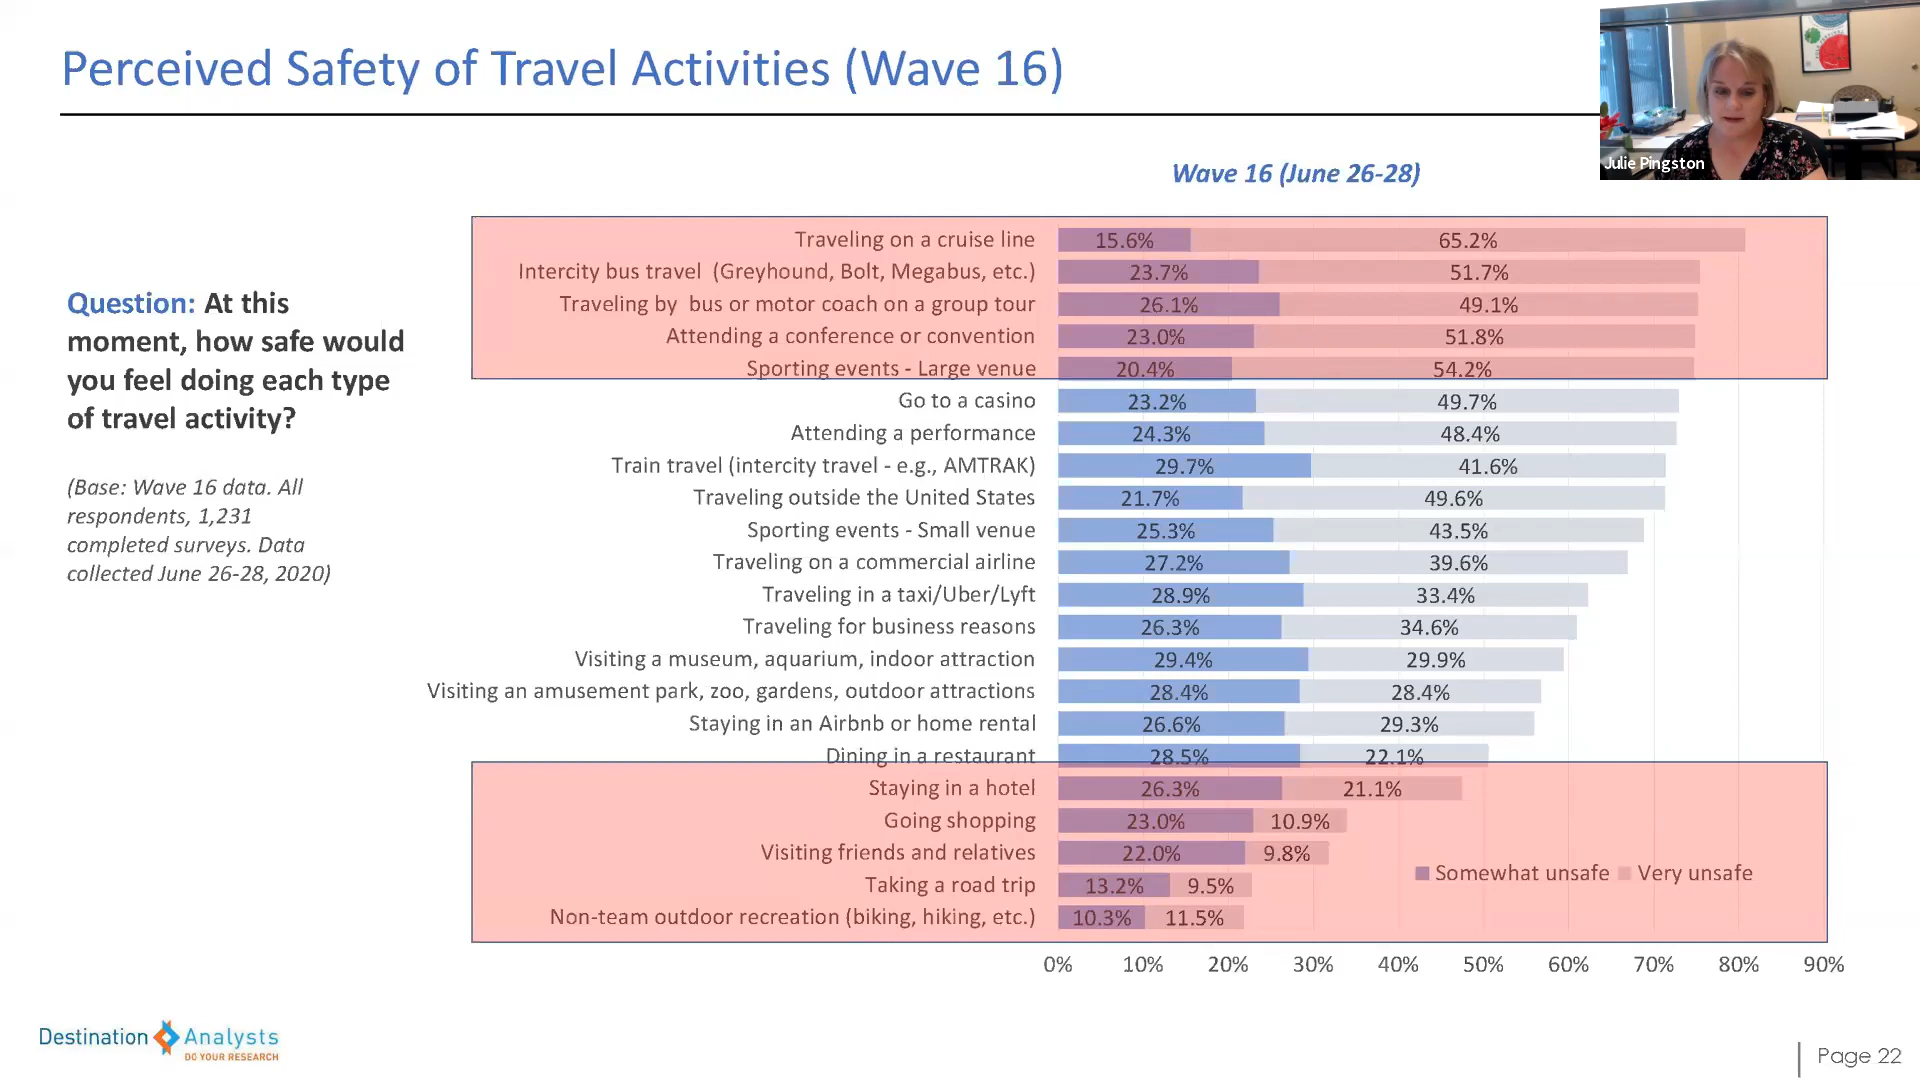 Perceived Safety of Travel Activities (Wave 16)
Julie Pingston
Wave 16 (June 26-28)
Question: At this
moment, how safe would
you feel doing each type
of travel activity?
(Base: Wave 16 data. All
respondents, 1,231
completed surveys. Data
collected June 26-28, 2020)
Traveling on a cruise line 15.6% 65.2%
Intercity bus travel (Greyhound, Bolt, Megabus, etc.) 23.7% 51.7%
Traveling by bus or motor coach on a group tour 26.1% 49.1%
Attending a conference or convention 23.0% 51.8%
Sporting events - Large venue 20.4% 54.2%
Go to a casino 23.2% 49.7%
Attending a performance 24.3% 48.4%
Train travel (intercity travel - e.g., AMTRAK) 29.7% 41.6%
Traveling outside the United States 21.7% 49.6%
Sporting events - Small venue 25.3% 43.5%
Traveling on a commercial airline 27.2% 39.6%
Traveling in a taxi/Uber/Lyft 28.9% 33.4%
Traveling for business reasons 26.3% 34.6%
Visiting a museum, aquarium, indoor attraction 29.4% 29.9%
Visiting an amusement park, zoo, gardens, outdoor attractions 28.4% 28.4%
Staying in an Airbnb or home rental 26.6% 29.3%
Dining in a restaurant 28.5% 22.1%
Staying in a hotel 26.3% 21.1%
Going shopping 23.0% 10.9%
Visiting friends and relatives 22.0% 9.8%
Somewhat unsafe Very unsafe
Taking a road trip 13.2% 9.5%
Non-team outdoor recreation (biking, hiking, etc.) 10.3% 11.5%
0% 10% 20% 30% 40% 50% 60% 70% 80% 90%
Destination Analysts
DO YOUR RESEARCH
Page 22